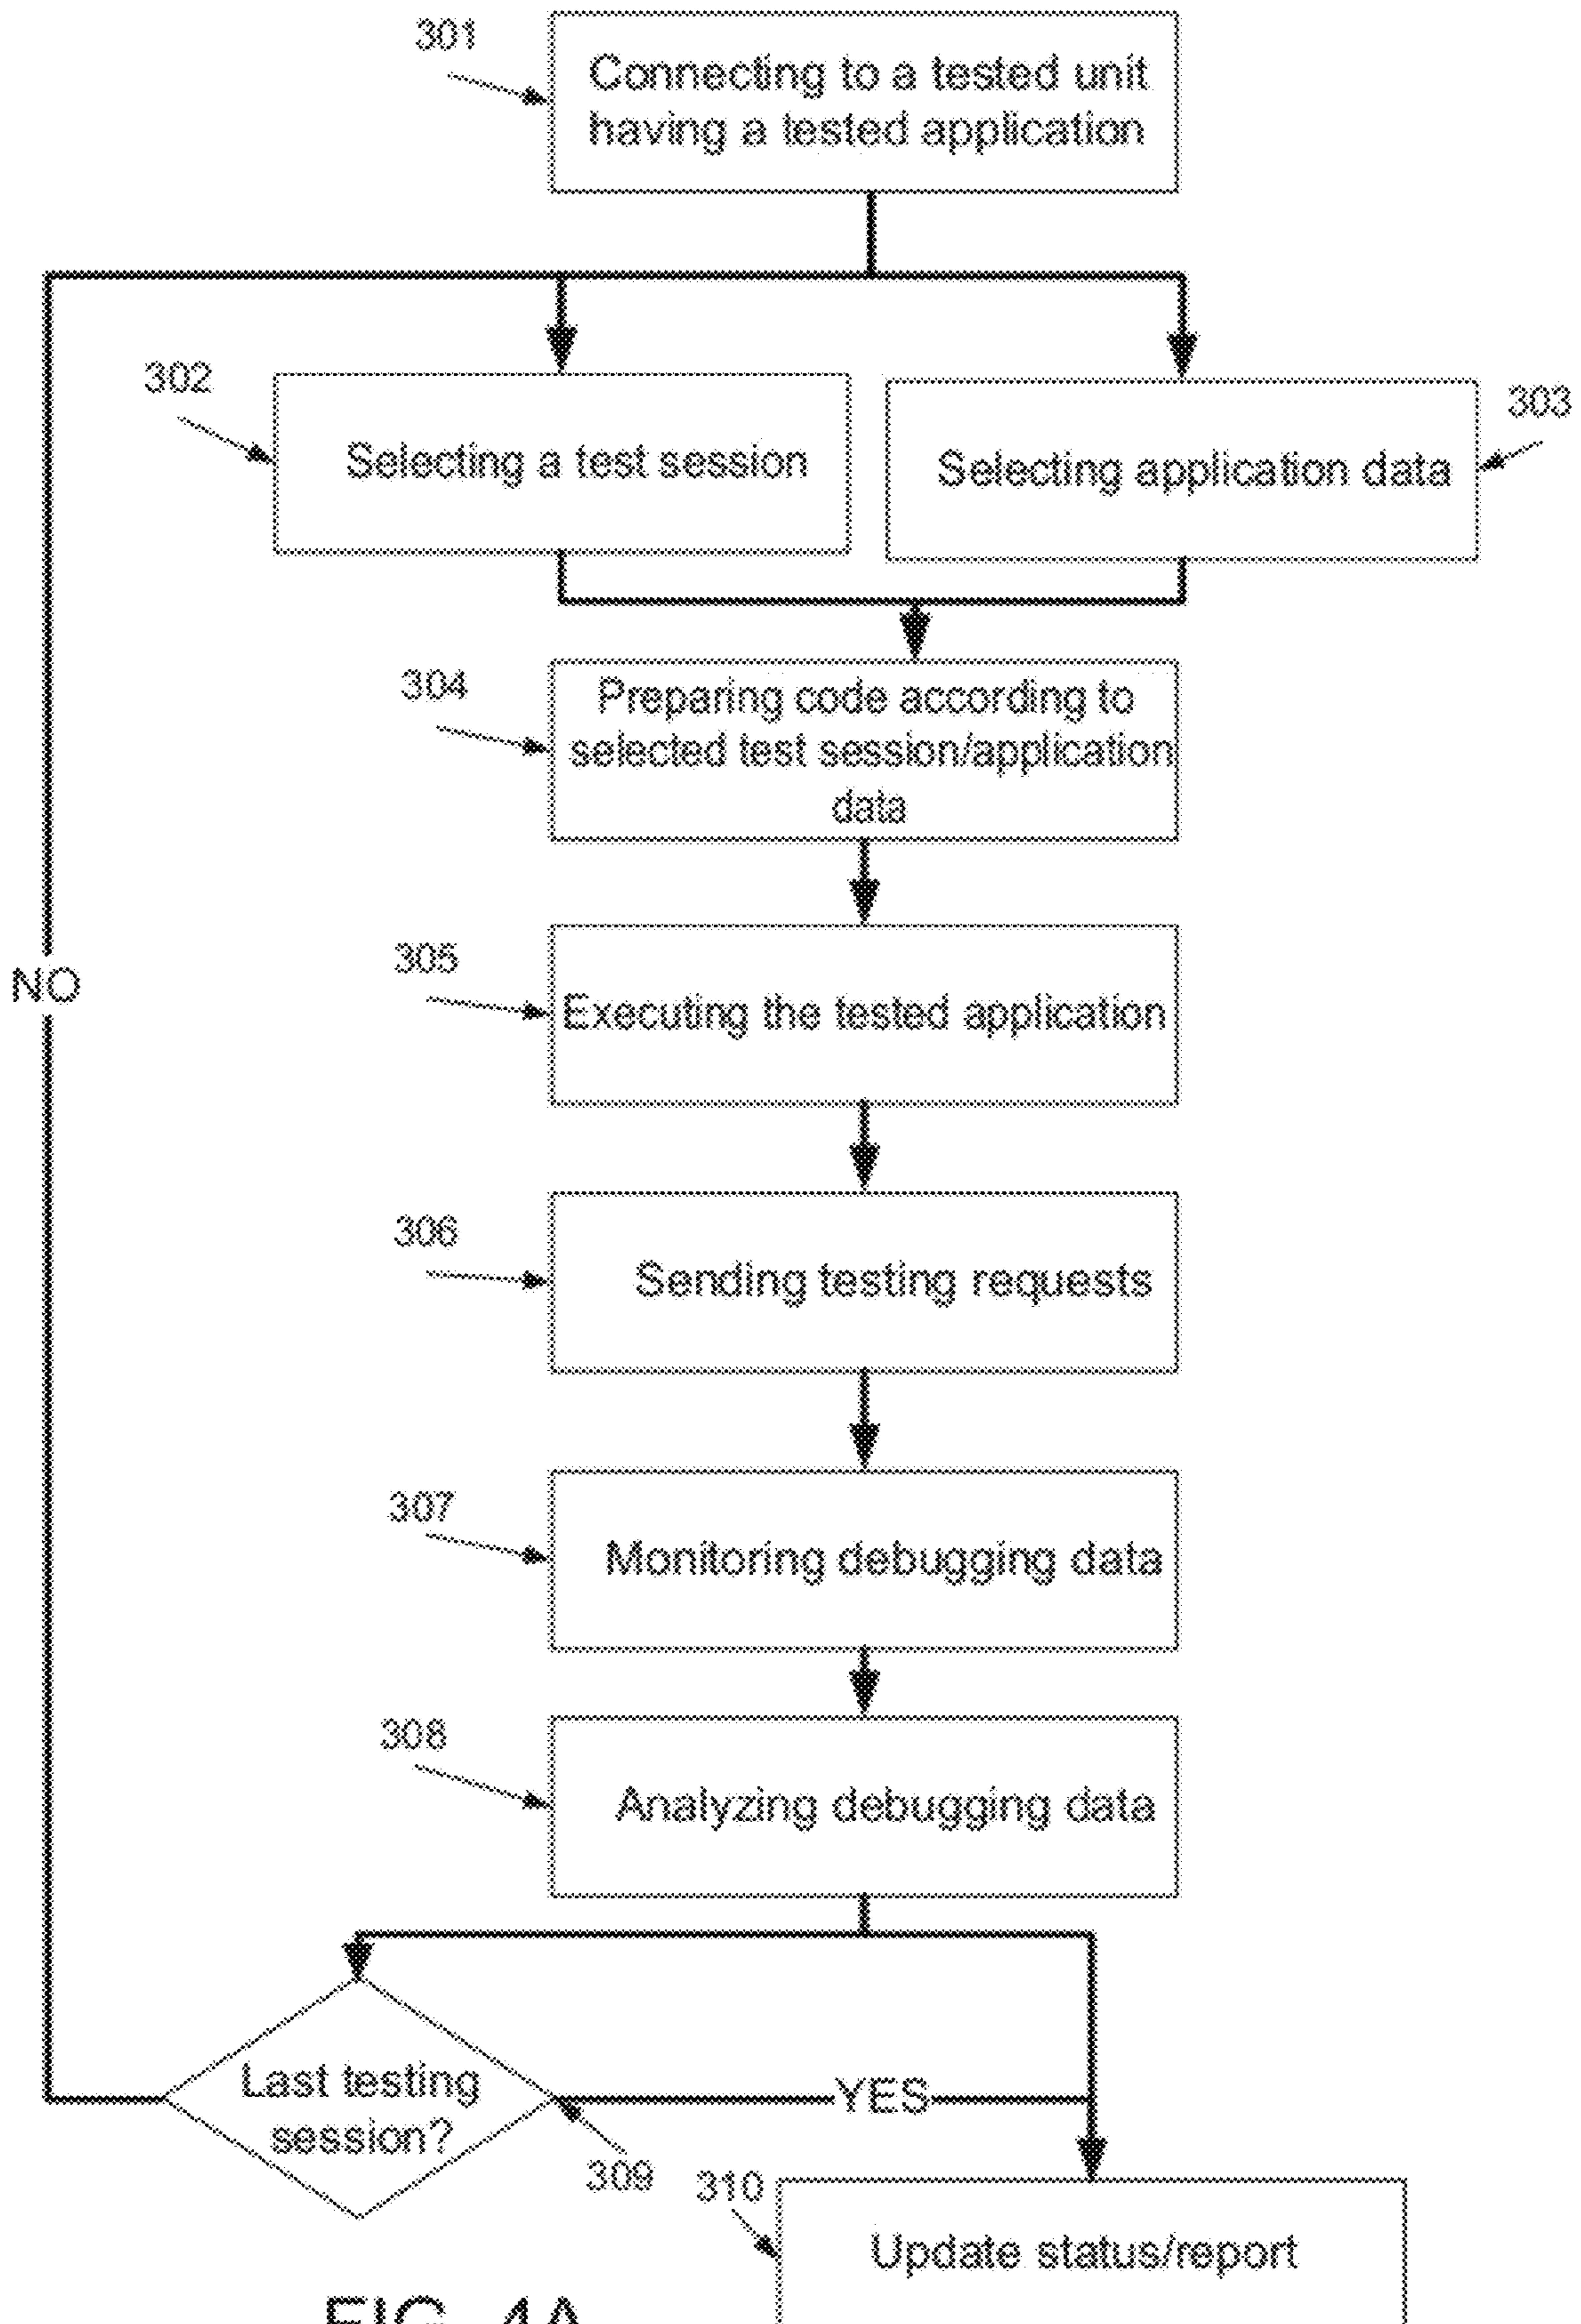 301
Connecting to a tested unit
having a tested application
302
Selecting a test session
Selecting application data
303
304
Preparing code according to
selected test session/application
data
NO
305
Executing the tested application
306
Sending testing requests
307
Monitoring debugging data
308
Analyzing debugging data
Last testing
session?
YES
309
310
Update status/report
FIG. 4A